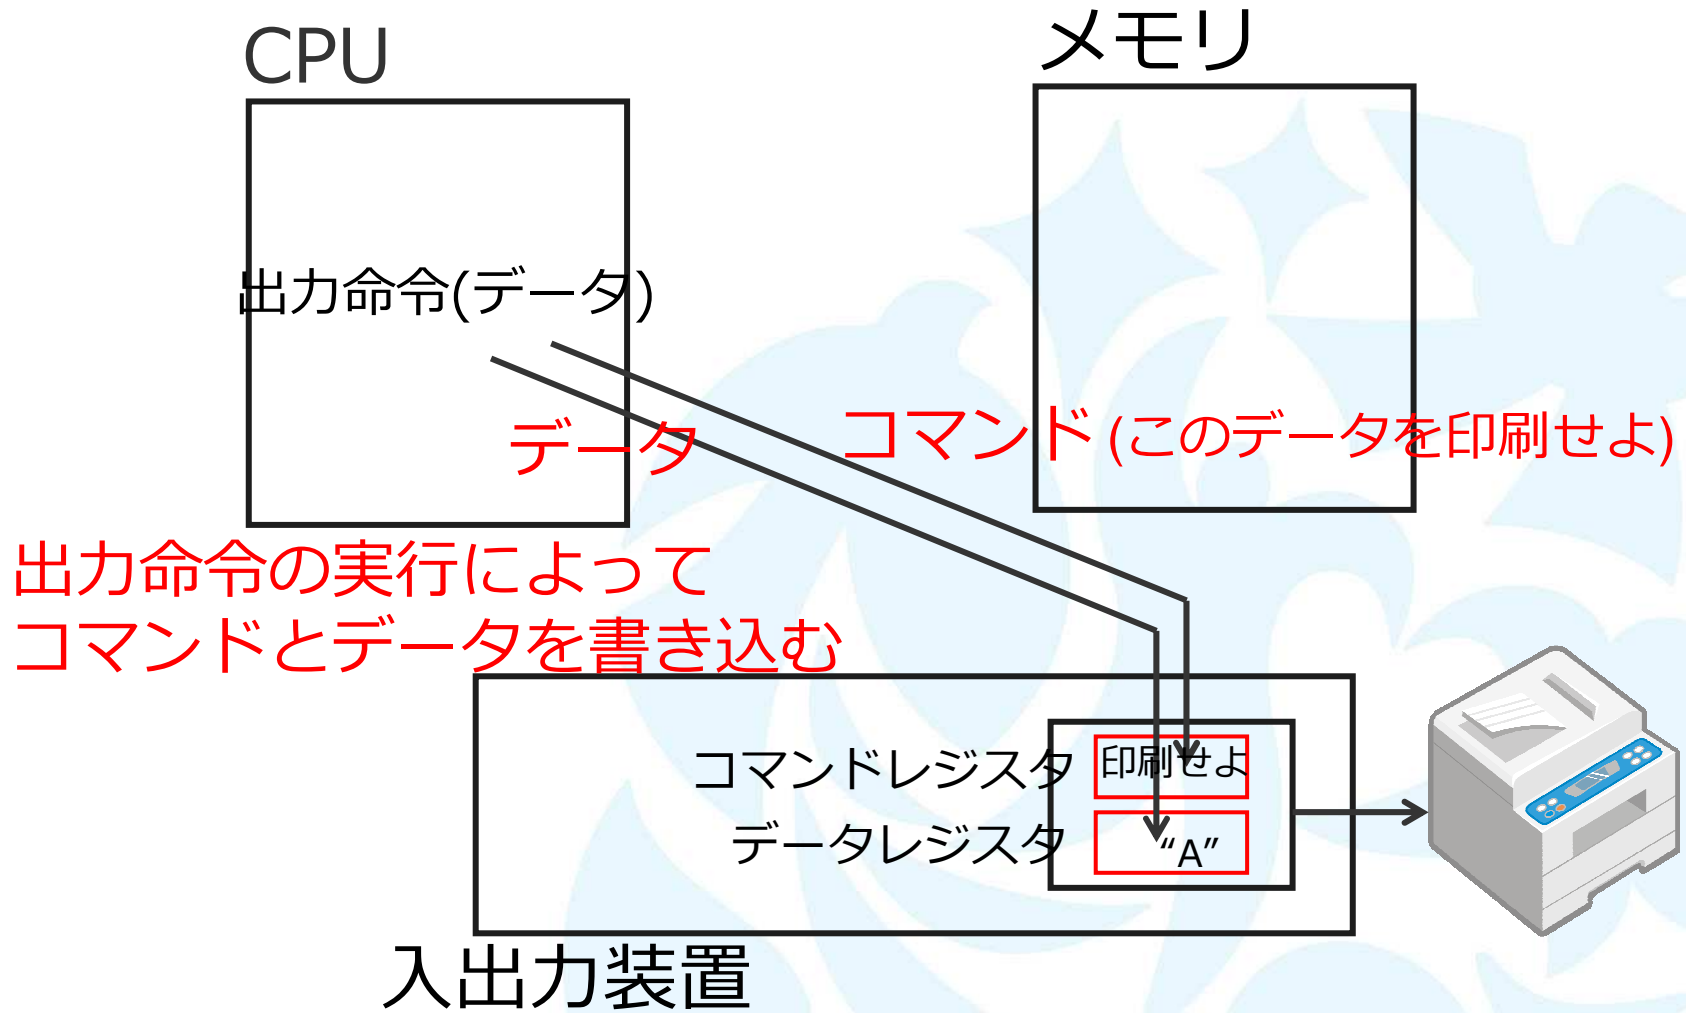 CPU
メモリ
出力命令(データ)
データ
コマンド(このデータを印刷せよ)
出力命令の実行によって
コマンドとデータを書き込む
コマンドレジスタ
印刷せよ
データレジスタ
“A”
入出力装置